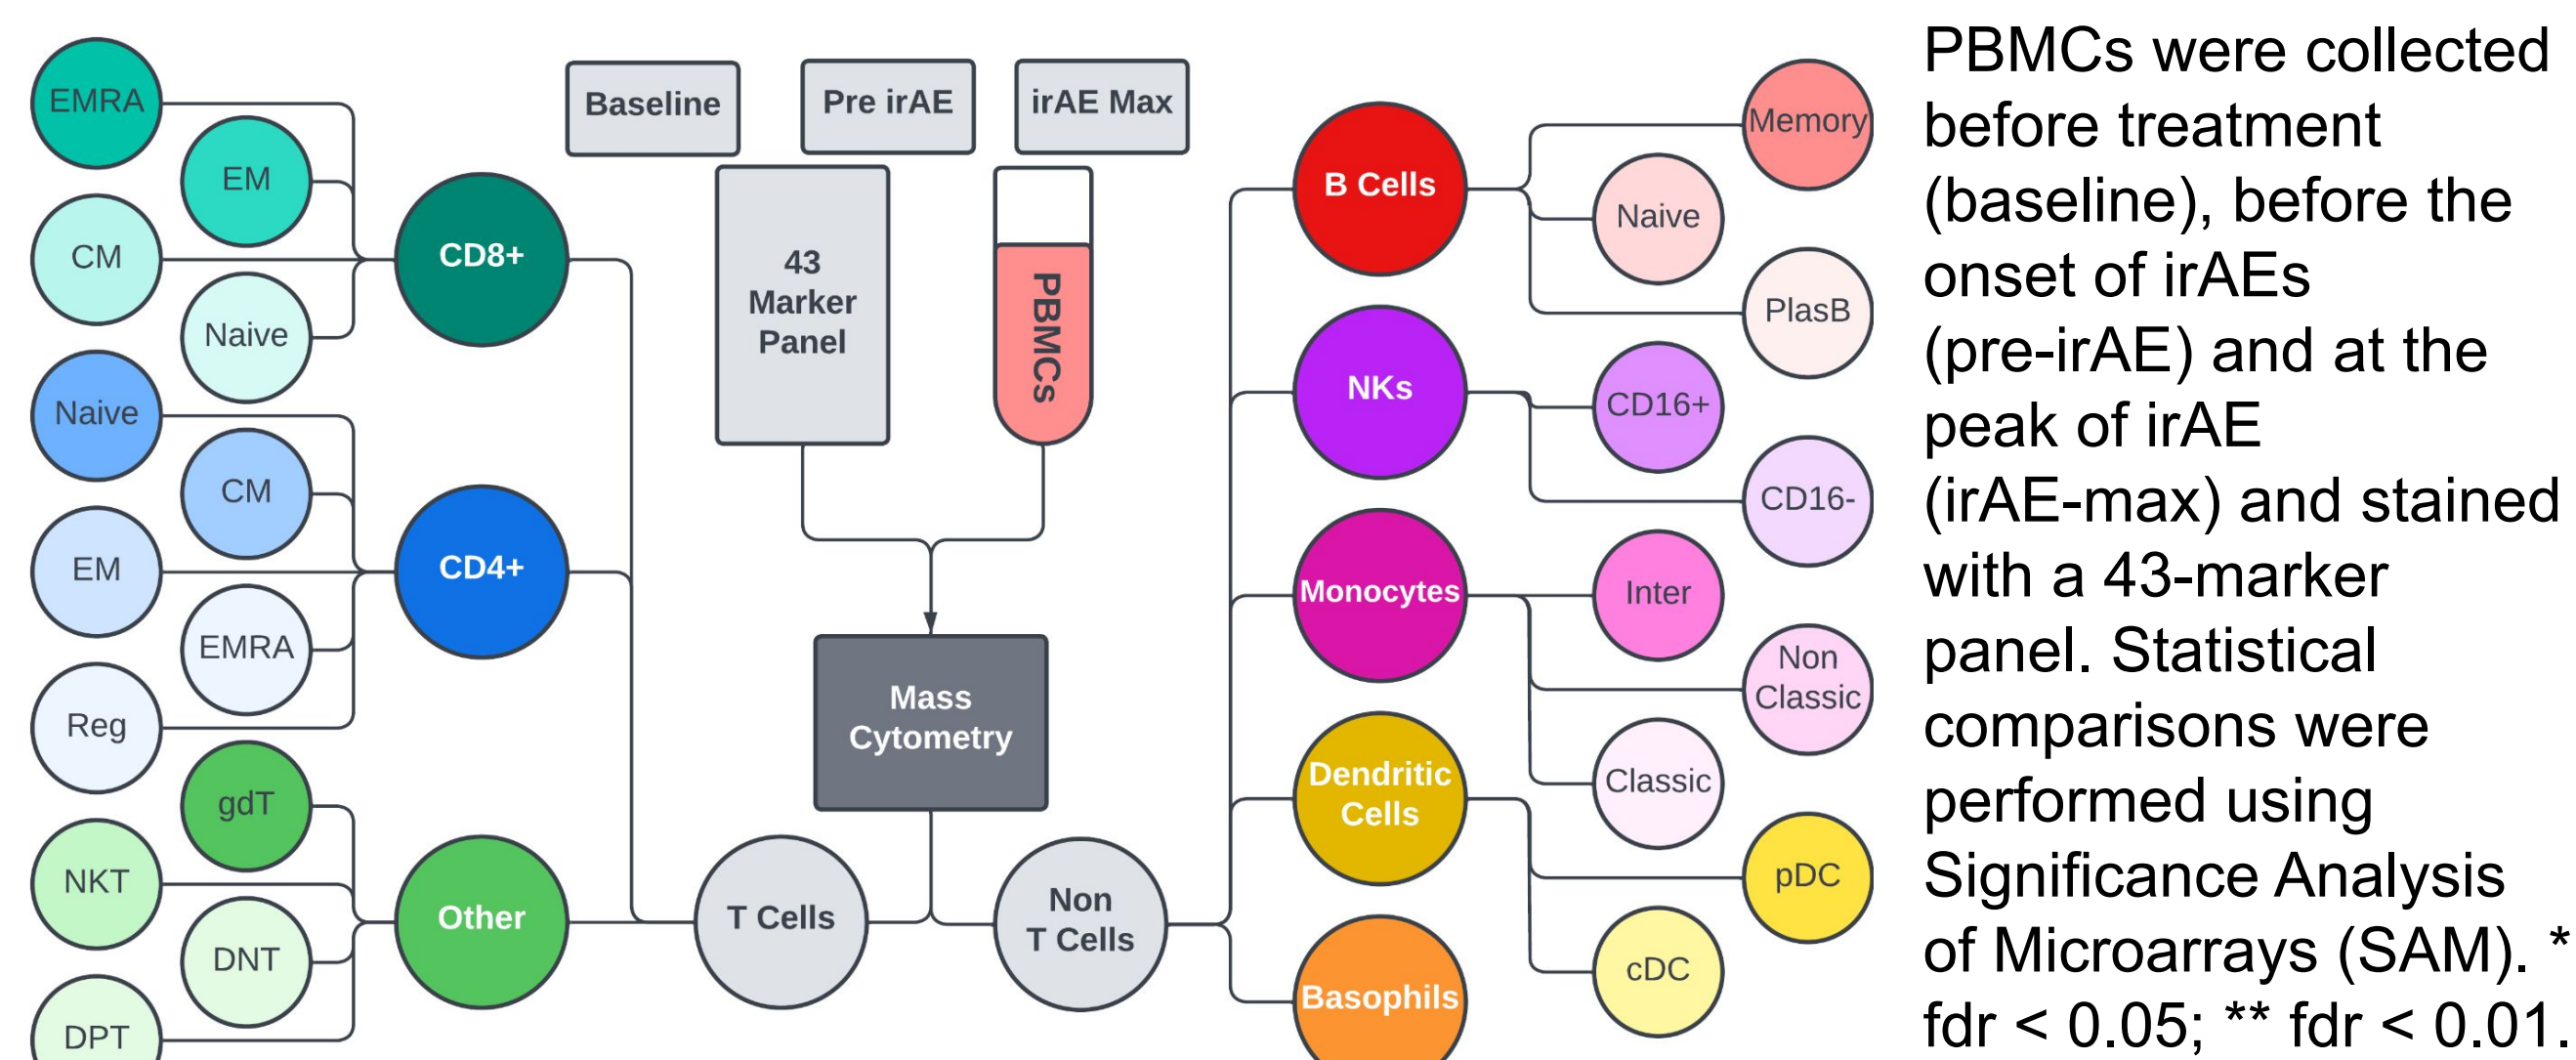 EMRA
EM
CM
Naive
CD8+
Naive
CM
EM
EMRA
Reg
CD4+
gdT
NKT
DNT
DPT
Other
Baseline
Pre irAE
irAE Max
43
Marker
Panel
PBMCs
Mass
Cytometry
T Cells
Non
T Cells
B Cells
Memory
Naive
PlasB
NKs
CD16+
CD16-
Monocytes
Inter
Non
Classic
Classic
Dendritic
Cells
pDC
cDC
Basophils
PBMCs were collected
before treatment
(baseline), before the
onset of irAEs
(pre-irAE) and at the
peak of irAE
(irAE-max) and stained
with a 43-marker
panel. Statistical
comparisons were
performed using
Significance Analysis
of Microarrays (SAM). *
fdr < 0.05; ** fdr < 0.01.